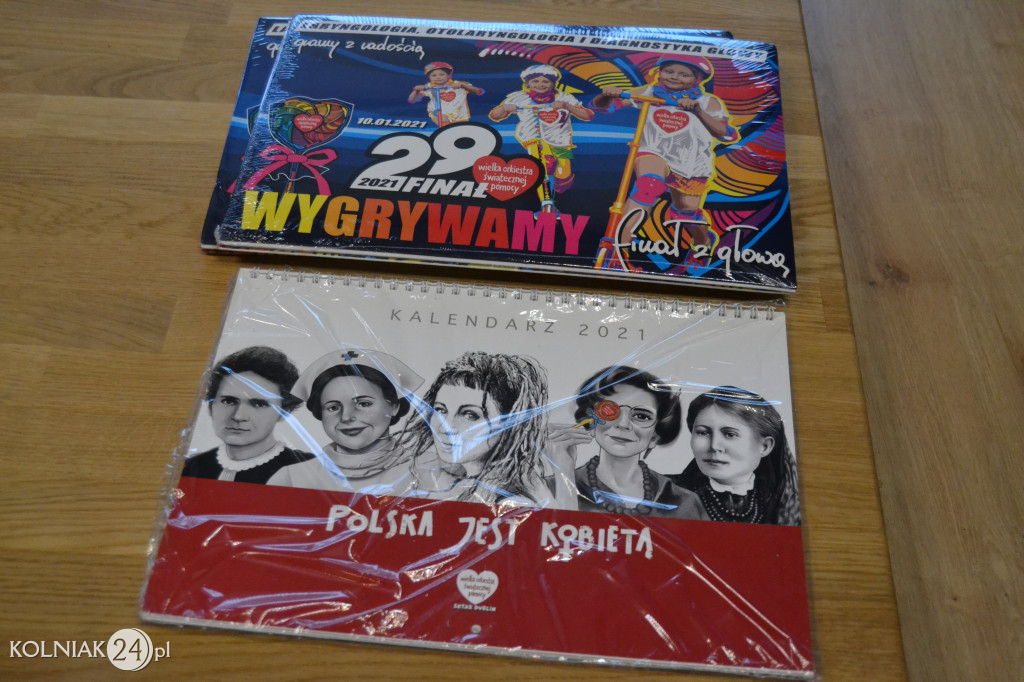 LARYNGOLOGIA, OTOLARYNGOLOGIA I DIAGNOSTYKA GŁOWY
gramy z radością
10.01.2021
29
2021 FINAŁ
wielka orkiestra
świątecznej
pomocy
WYGRYWAMY
finał z głową
KALENDARZ 2021
POLSKA JEST KOBIETĄ
wielka orkiestra
świątecznej
pomocy
SZTAB DUBLIN
KOLNIAK24.pl